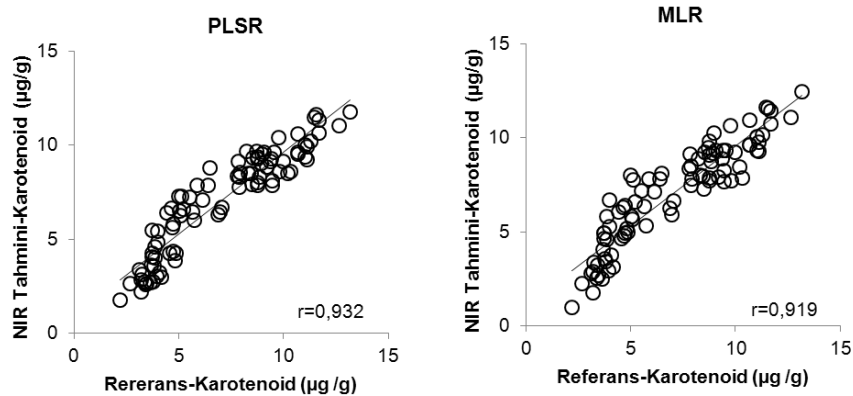 PLSR
NIR Tahmini-Karotenoid (µg/g)
15
10
5
0
0
5
10
15
r=0,932
Rererans-Karotenoid (µg /g)
MLR
NIR Tahmini-Karotenoid (µg/g)
15
10
5
0
0
5
10
15
r=0,919
Referans-Karotenoid (µg /g)